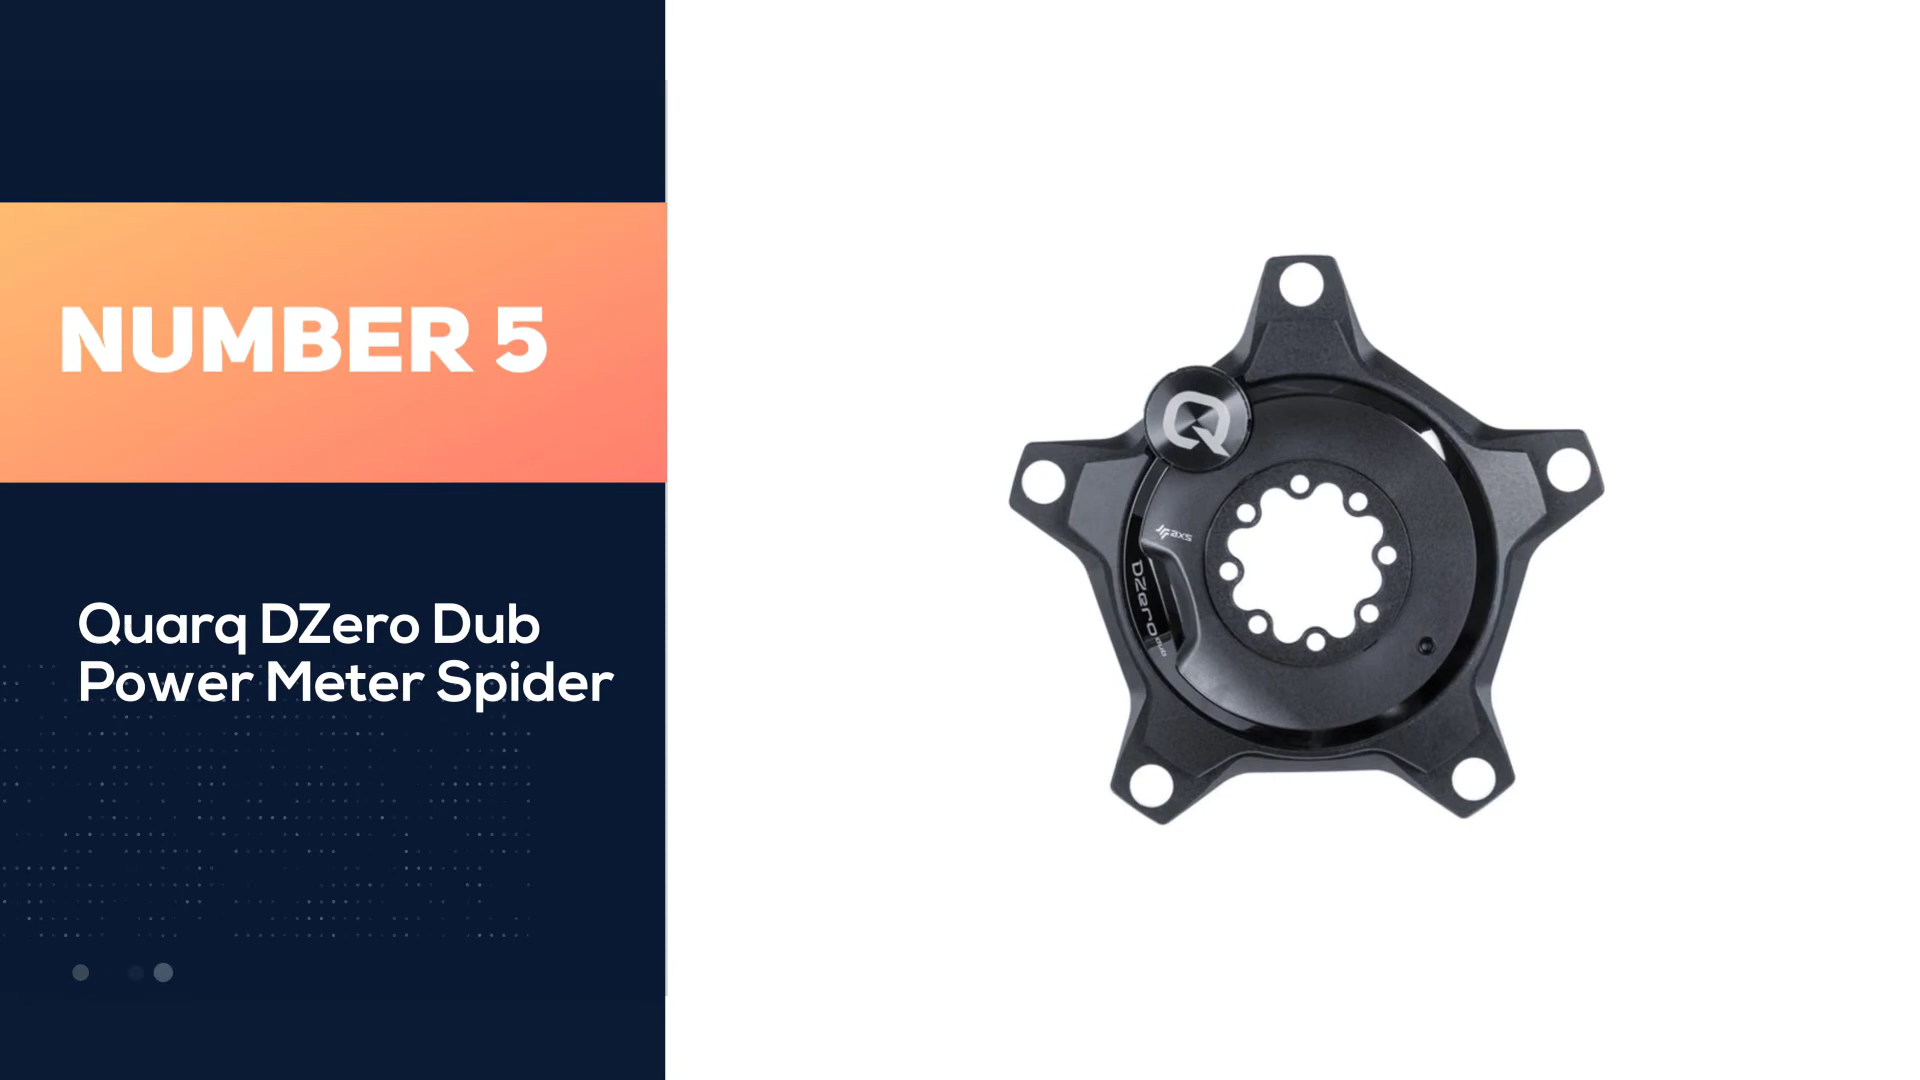 NUMBER 5
Quarq DZero Dub
Power Meter Spider
Q
axs
DZero